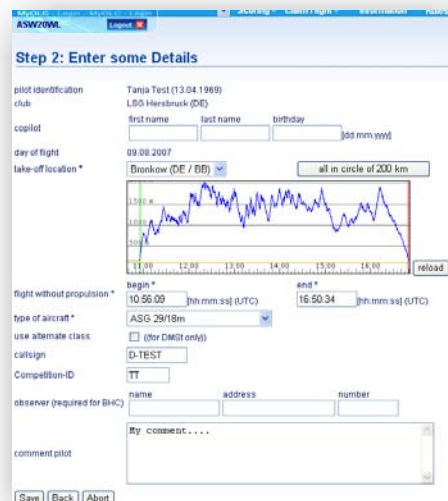 MyOLC - Login - MyOLC - Login
Scoring Claim Flight Information Rules
ASW20WL Logout X
Step 2: Enter some Details
pilot identification Tanja Test (13.04.1969)
club LSG Hersbruck (DE)
first name last name birthday
copilot [dd.mm.yyyy]
day of flight 09.08.2007
take-off location * Bronkow (DE / BB) all in circle of 200 km
1500 m
1000
500
11:00 12:00 13:00 14:00 15:00 16:00
reload
begin * end *
flight without propulsion * 10:56:09 [hh:mm:ss] (UTC) 16:50:34 [hh:mm:ss] (UTC)
type of aircraft * ASG 29/18m
use alternate class ((for DMSt only))
callsign D-TEST
Competition-ID TT
name address number
observer (required for BHC)
My comment....
comment pilot
Save Back Abort